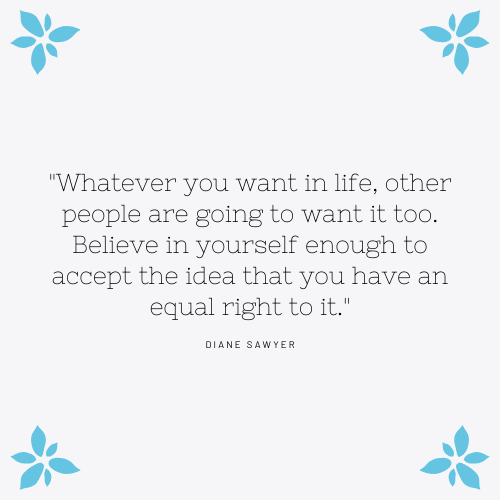 "Whatever you want in life, other
people are going to want it too.
Believe in yourself enough to
accept the idea that you have an
equal right to it."
DIANE SAWYER